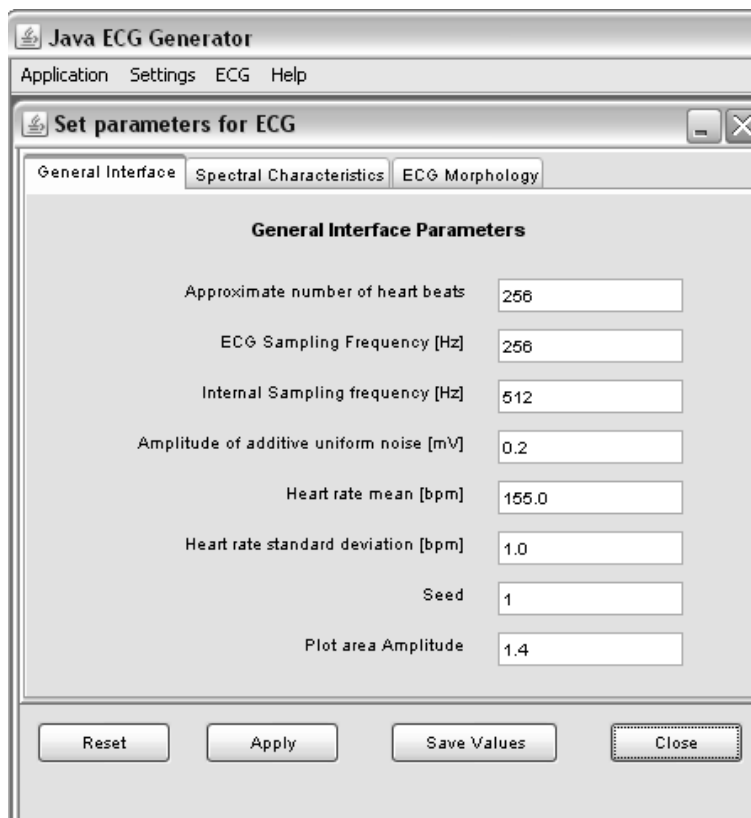 Java ECG Generator
Application Settings ECG Help
Set parameters for ECG
General Interface Spectral Characteristics ECG Morphology
General Interface Parameters
Approximate number of heart beats 256
ECG Sampling Frequency [Hz] 256
Internal Sampling frequency [Hz] 512
Amplitude of additive uniform noise [mV] 0.2
Heart rate mean [bpm] 155.0
Heart rate standard deviation [bpm] 1.0
Seed 1
Plot area Amplitude 1.4
Reset Apply Save Values Close